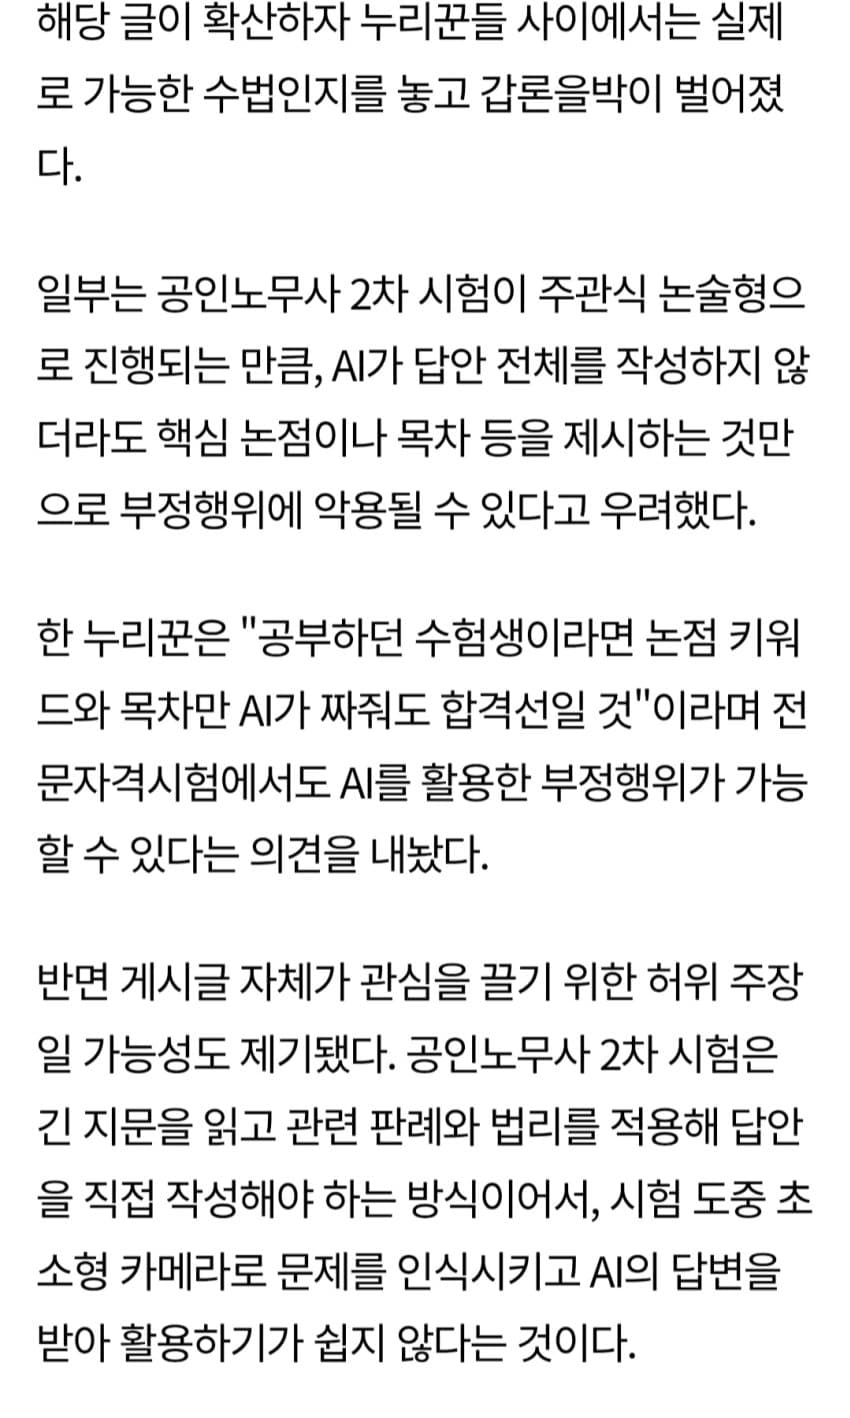 해당 글이 확산하자 누리꾼들 사이에서는 실제
로 가능한 수법인지를 놓고 갑론을박이 벌어졌
다.
일부는 공인노무사 2차 시험이 주관식 논술형으
로 진행되는 만큼, AI가 답안 전체를 작성하지 않
더라도 핵심 논점이나 목차 등을 제시하는 것만
으로 부정행위에 악용될 수 있다고 우려했다.
한 누리꾼은 "공부하던 수험생이라면 논점 키워
드와 목차만 AI가 짜줘도 합격선일 것"이라며 전
문자격시험에서도 AI를 활용한 부정행위가 가능
할 수 있다는 의견을 내놨다.
반면 게시글 자체가 관심을 끌기 위한 허위 주장
일 가능성도 제기됐다. 공인노무사 2차 시험은
긴 지문을 읽고 관련 판례와 법리를 적용해 답안
을 직접 작성해야 하는 방식이어서, 시험 도중 초
소형 카메라로 문제를 인식시키고 AI의 답변을
받아 활용하기가 쉽지 않다는 것이다.